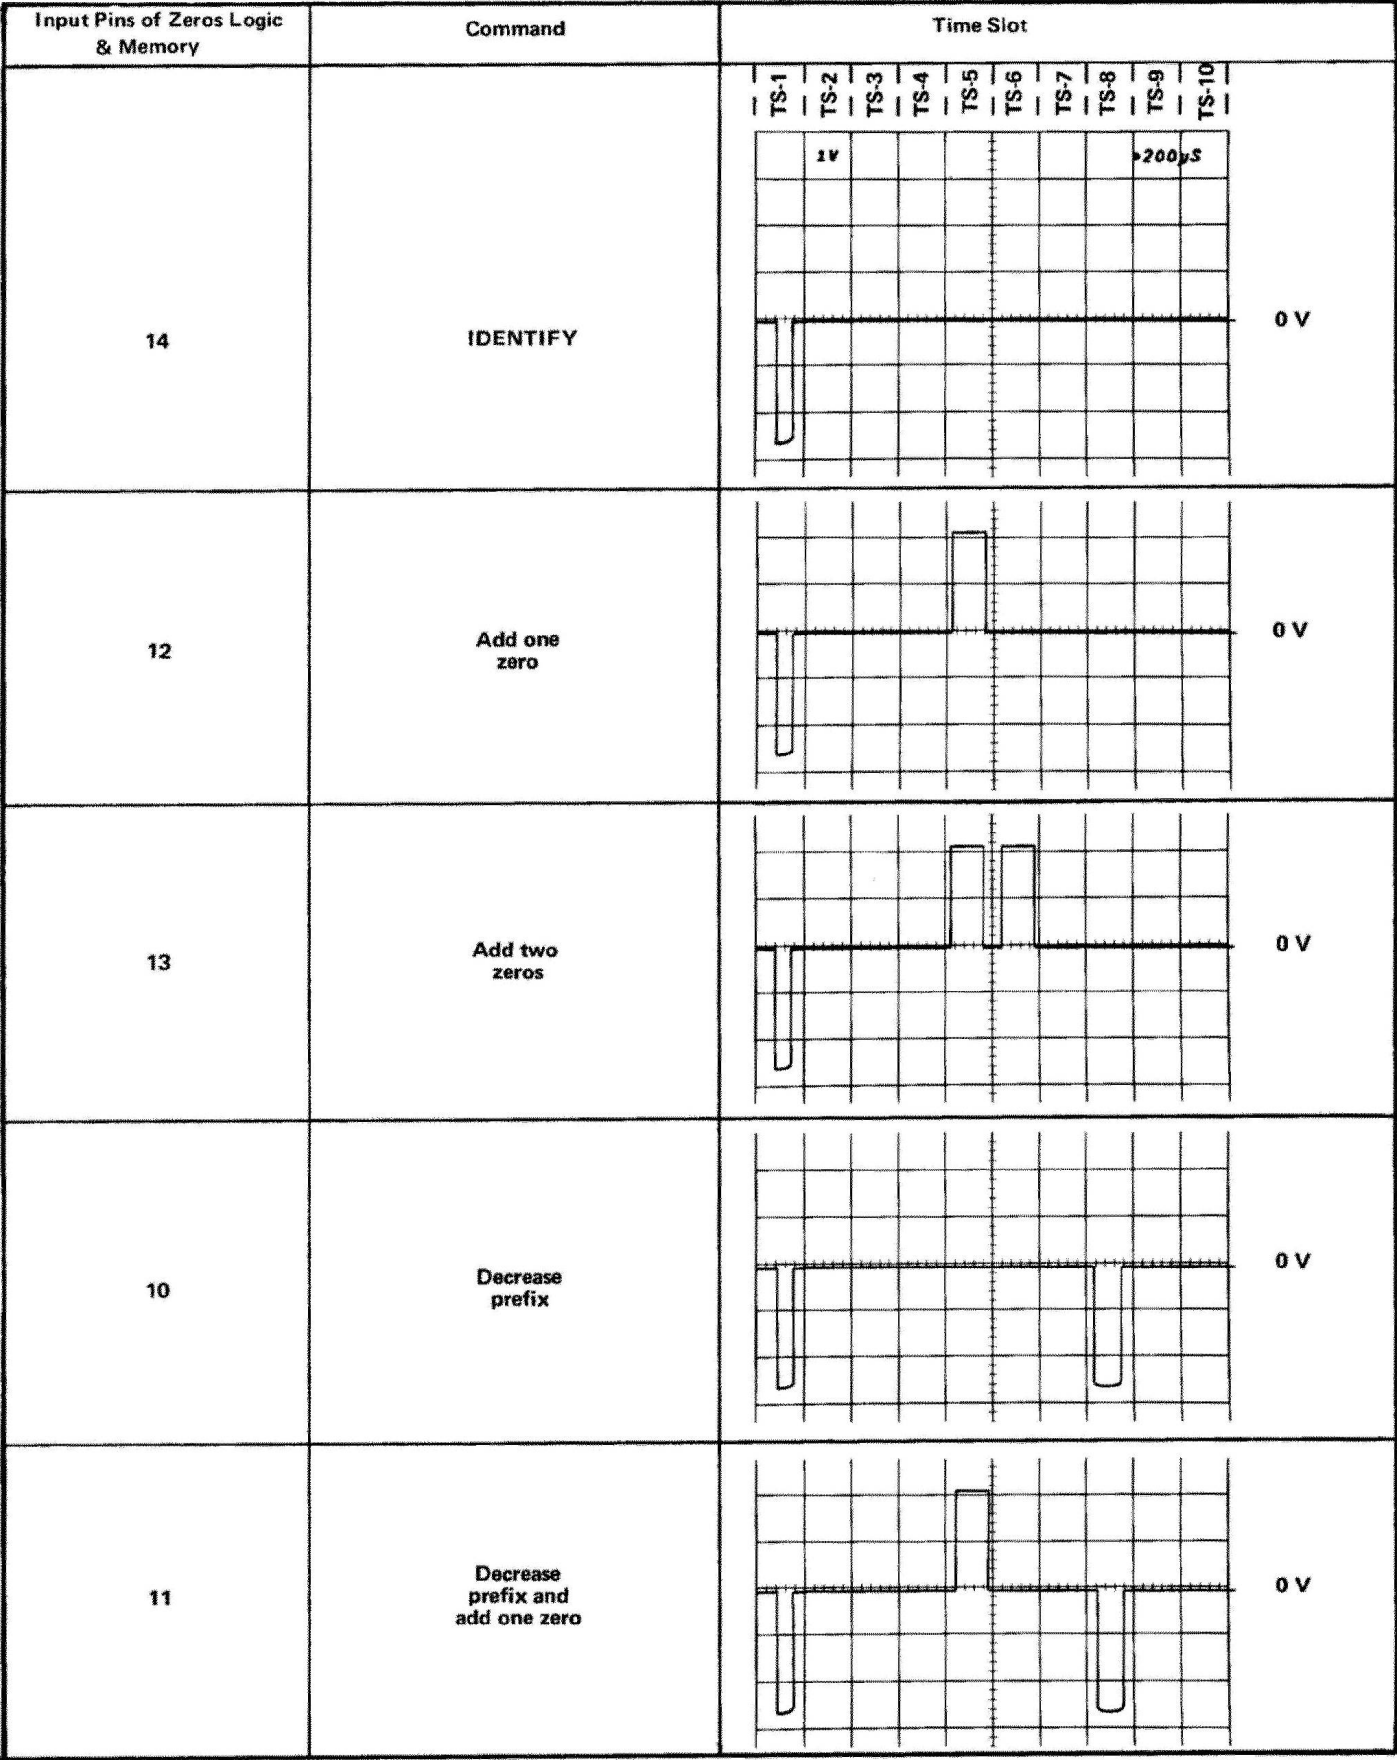 Input Pins of Zeros Logic
& Memory
Command
Time Slot
TS-1
TS-2
TS-3
TS-4
TS-5
TS-6
TS-7
TS-8
TS-9
TS-10
1V
200µS
14
IDENTIFY
0 V
12
Add one
zero
0 V
13
Add two
zeros
0 V
10
Decrease
prefix
0 V
11
Decrease
prefix and
add one zero
0 V